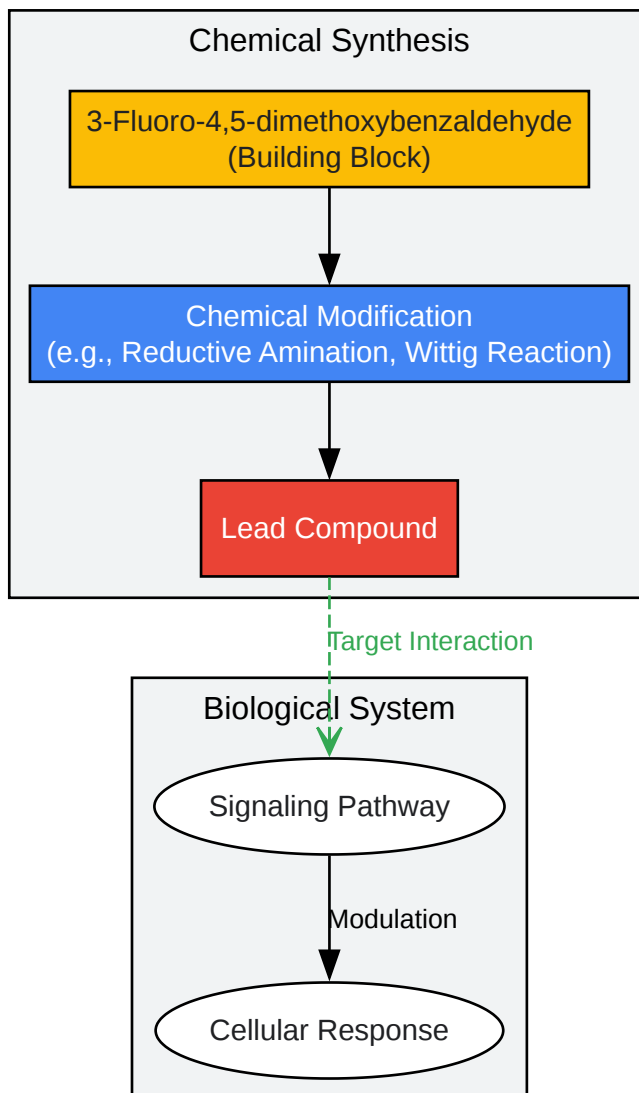 Chemical Synthesis
3-Fluoro-4,5-dimethoxybenzaldehyde
(Building Block)
Chemical Modification
(e.g., Reductive Amination, Wittig Reaction)
Lead Compound
Target Interaction
Biological System
Signaling Pathway
Modulation
Cellular Response